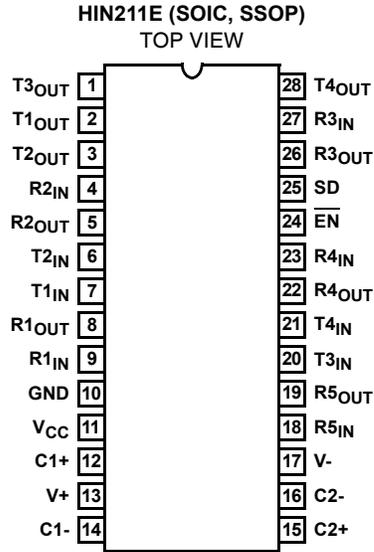 HIN211E (SOIC, SSOP)
TOP VIEW
T3OUT 1 28 T4OUT
T1OUT 2 27 R3IN
T2OUT 3 26 R3OUT
R2IN 4 25 SD
R2OUT 5 24 EN
T2IN 6 23 R4IN
T1IN 7 22 R4OUT
R1OUT 8 21 T4IN
R1IN 9 20 T3IN
GND 10 19 R5OUT
VCC 11 18 R5IN
C1+ 12 17 V-
V+ 13 16 C2-
C1- 14 15 C2+